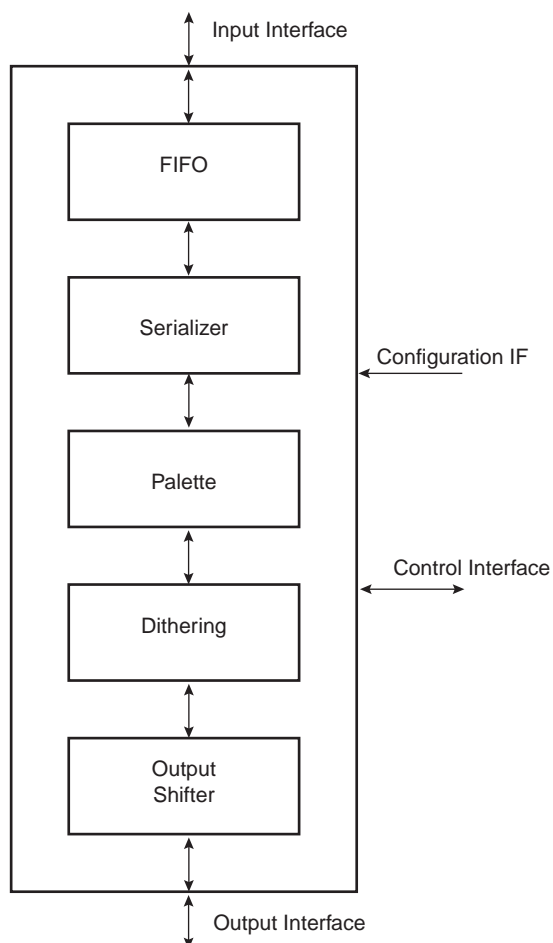 Input Interface
FIFO
Serializer
Configuration IF
Palette
Control Interface
Dithering
Output
Shifter
Output Interface